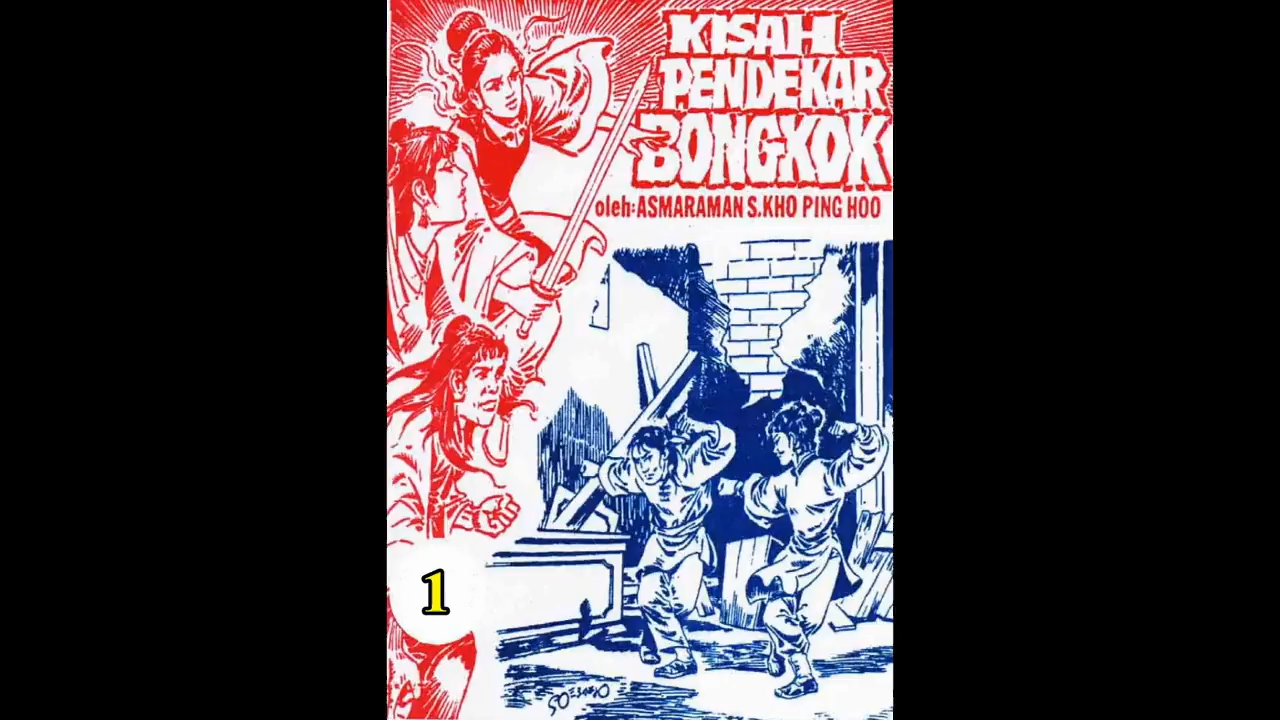 KISAH
PENDEKAR
BONGKOK
oleh: ASMARAMAN S. KHO PING HOO
1